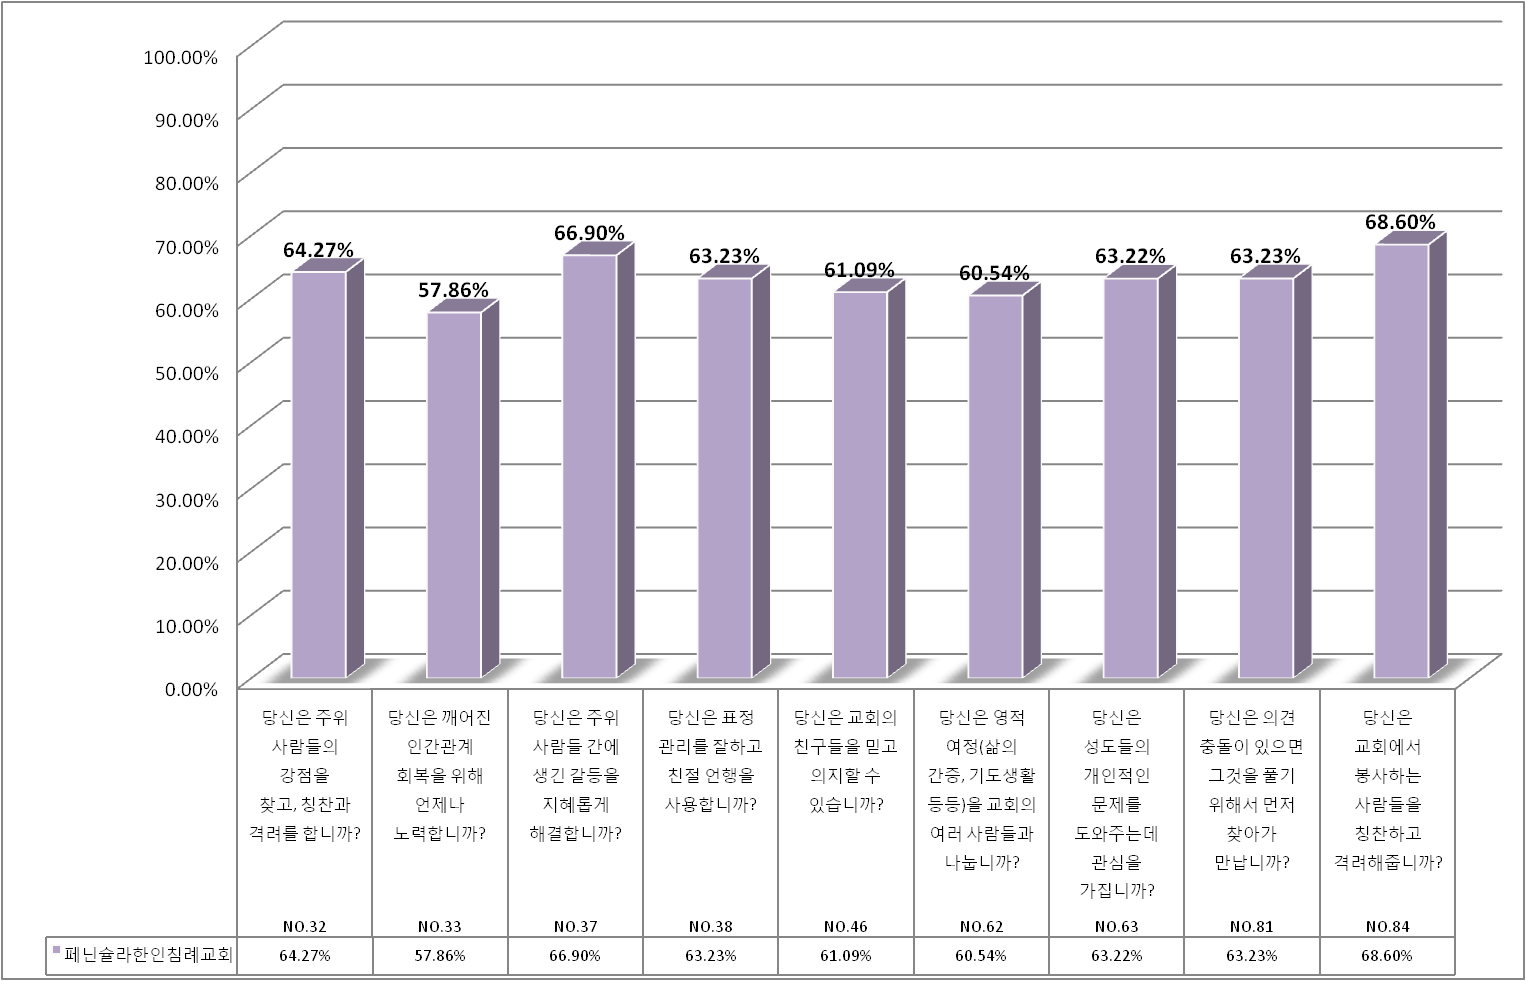 100.00%
90.00%
80.00%
70.00%
60.00%
50.00%
40.00%
30.00%
20.00%
10.00%
0.00%
64.27%
57.86%
66.90%
63.23%
61.09%
60.54%
63.22%
63.23%
68.60%
당신은 주위
사람들의
강점을
찾고, 칭찬과
격려를 합니까?
NO.32
당신은 깨어진
인간관계
회복을 위해
언제나
노력합니까?
NO.33
당신은 주위
사람들 간에
생긴 갈등을
지혜롭게
해결합니까?
NO.37
당신은 표정
관리를 잘하고
친절 언행을
사용합니까?
NO.38
당신은 교회의
친구들을 믿고
의지할 수
있습니까?
NO.46
당신은 영적
여정(삶의
간증, 기도생활
등등)을 교회의
여러 사람들과
나눕니까?
NO.62
당신은
성도들의
개인적인
문제를
도와주는데
관심을
가집니까?
NO.63
당신은 의견
충돌이 있으면
그것을 풀기
위해서 먼저
찾아가
만납니까?
NO.81
당신은
교회에서
봉사하는
사람들을
칭찬하고
격려해줍니까?
NO.84
페닌슐라한인침례교회 64.27% 57.86% 66.90% 63.23% 61.09% 60.54% 63.22% 63.23% 68.60%